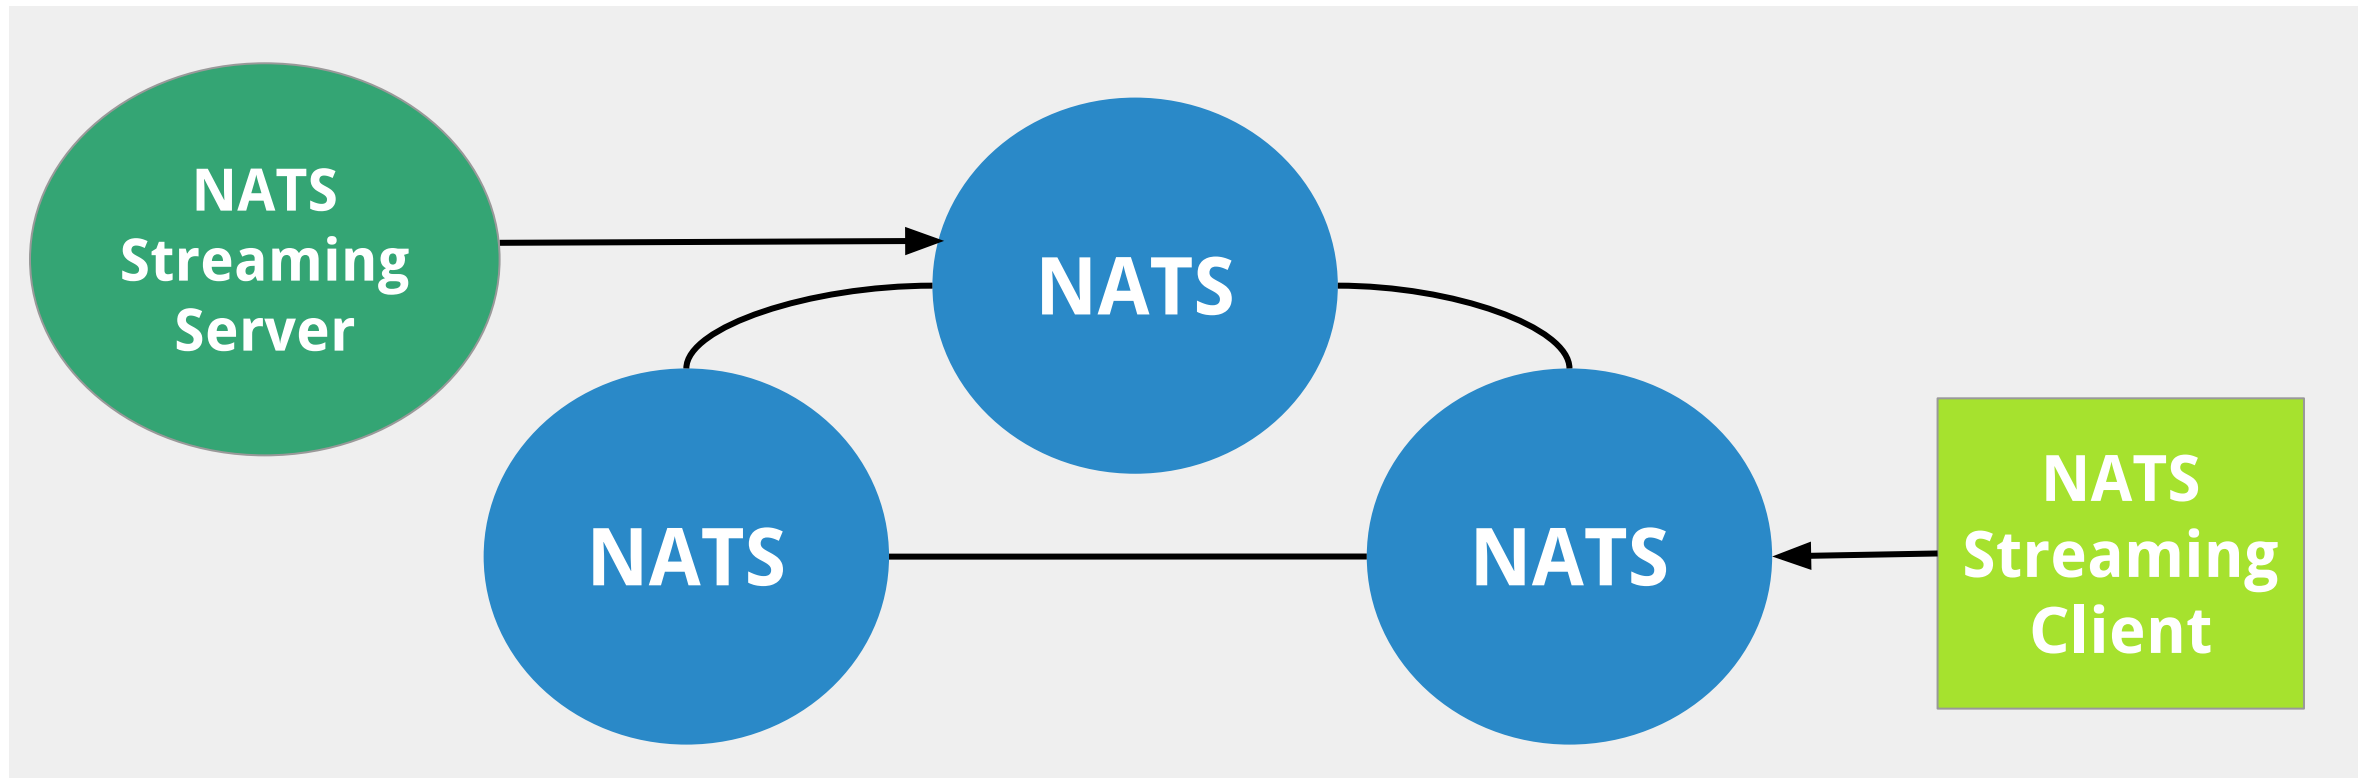 NATS
Streaming
Server
NATS
NATS
NATS
NATS
Streaming
Client